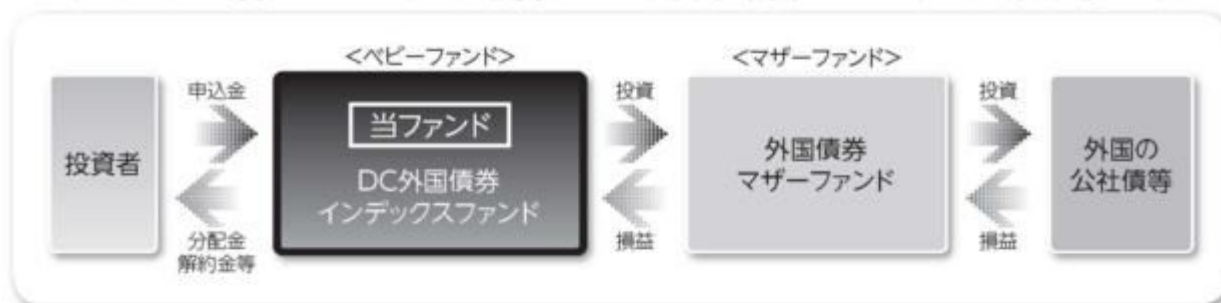 <ベビーファンド>
<マザーファンド>
申込金
投資
投資
投資者
当ファンド
DC外国債券
インデックスファンド
外国債券
マザーファンド
外国の
公社債等
分配金
解約金等
損益
損益